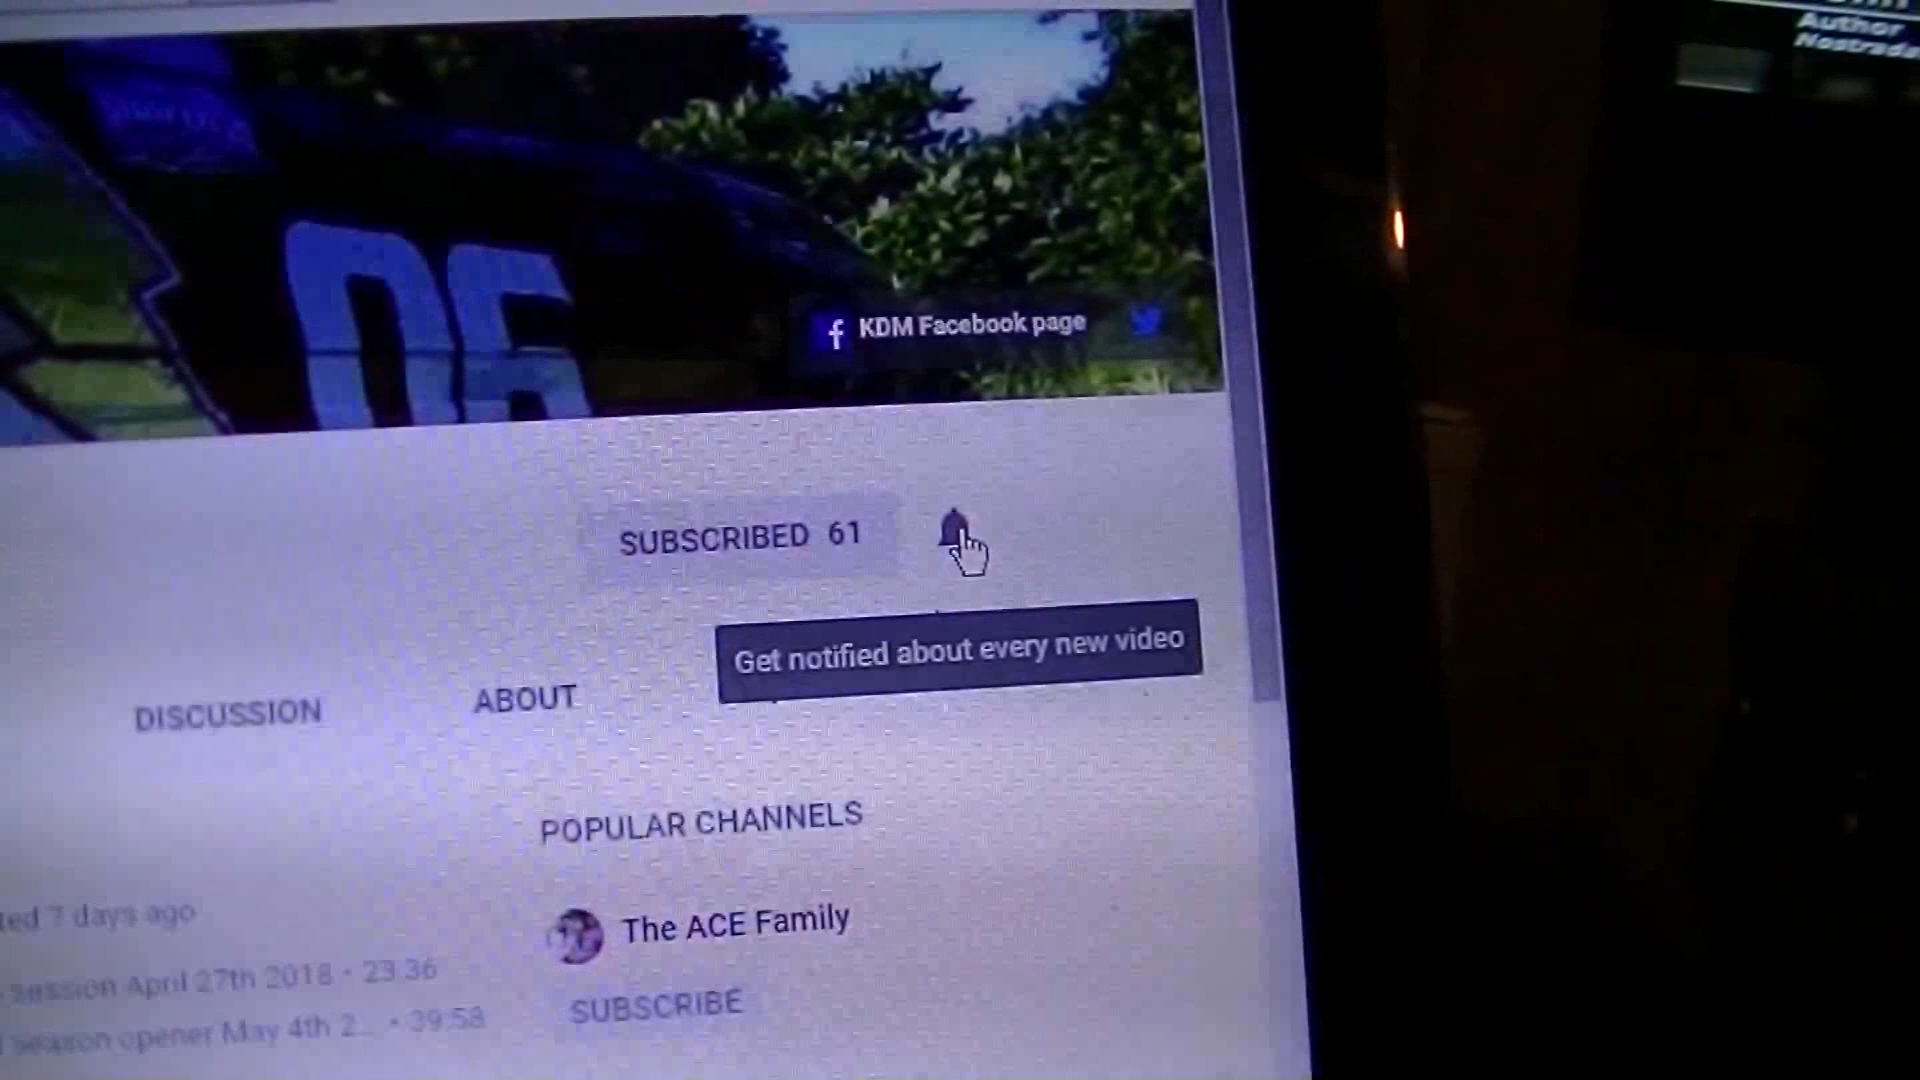 Author
06
KDM Facebook page
SUBSCRIBED 61
Get notified about every new video
DISCUSSION
ABOUT
POPULAR CHANNELS
7 days ago
The ACE Family
session April 27th 2018 • 23:36
SUBSCRIBE
season opener May 4th 2... • 39:58